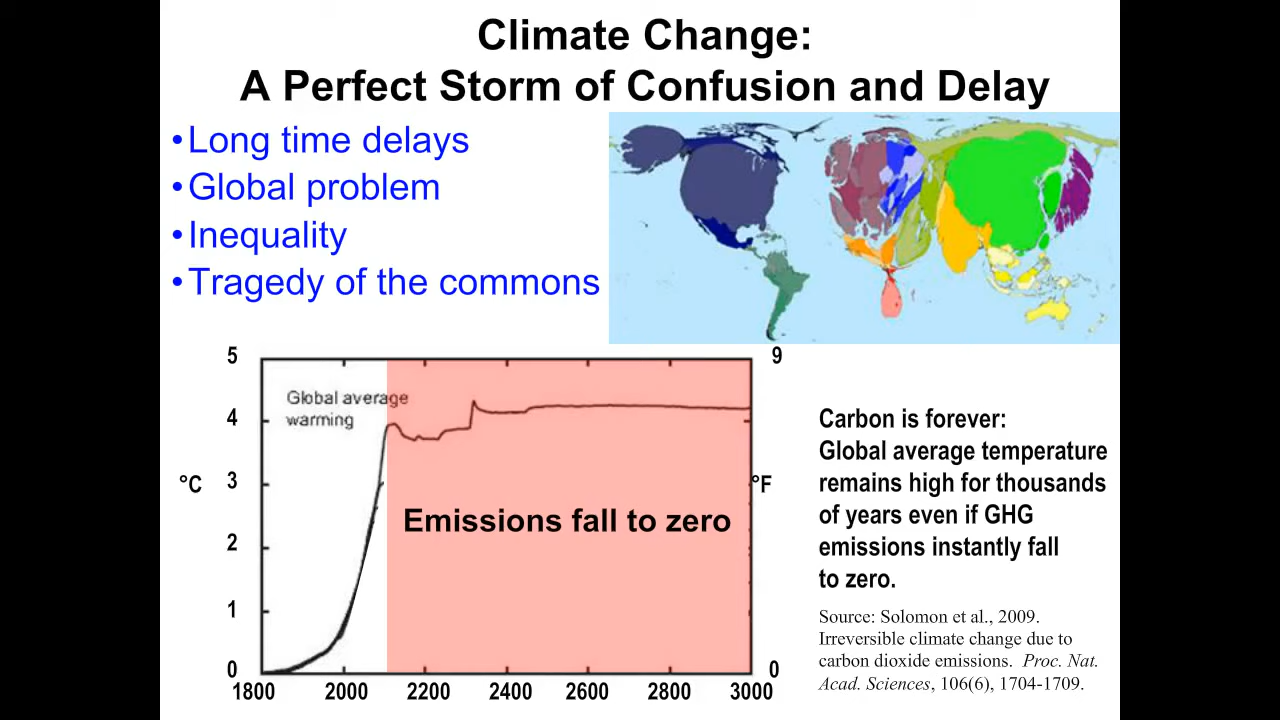 Climate Change:
A Perfect Storm of Confusion and Delay
•Long time delays
•Global problem
•Inequality
•Tragedy of the commons
5
9
Global average
warming
4
°C
3
°F
Emissions fall to zero
2
1
0
0
1800
2000
2200
2400
2600
2800
3000
Carbon is forever:
Global average temperature
remains high for thousands
of years even if GHG
emissions instantly fall
to zero.
Source: Solomon et al., 2009.
Irreversible climate change due to
carbon dioxide emissions. Proc. Nat.
Acad. Sciences, 106(6), 1704-1709.